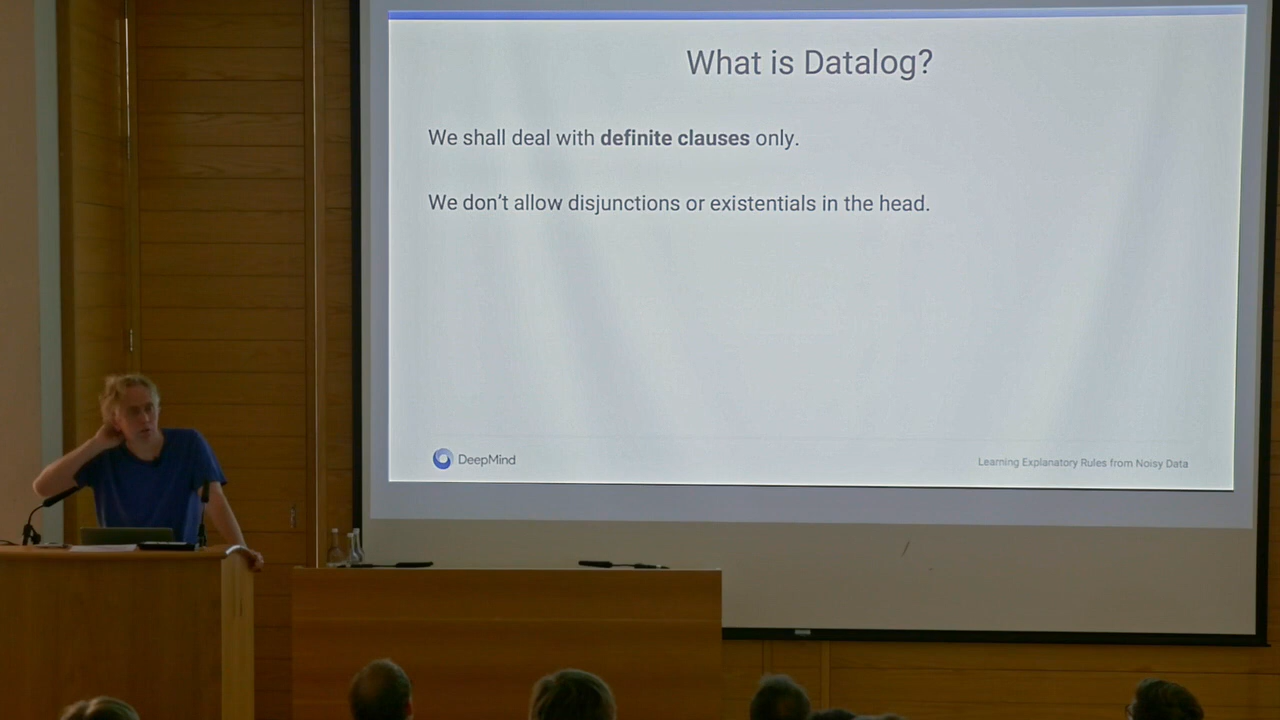 What is Datalog?
We shall deal with definite clauses only.
We don't allow disjunctions or existentials in the head.
DeepMind
Learning Explanatory Rules from Noisy Data